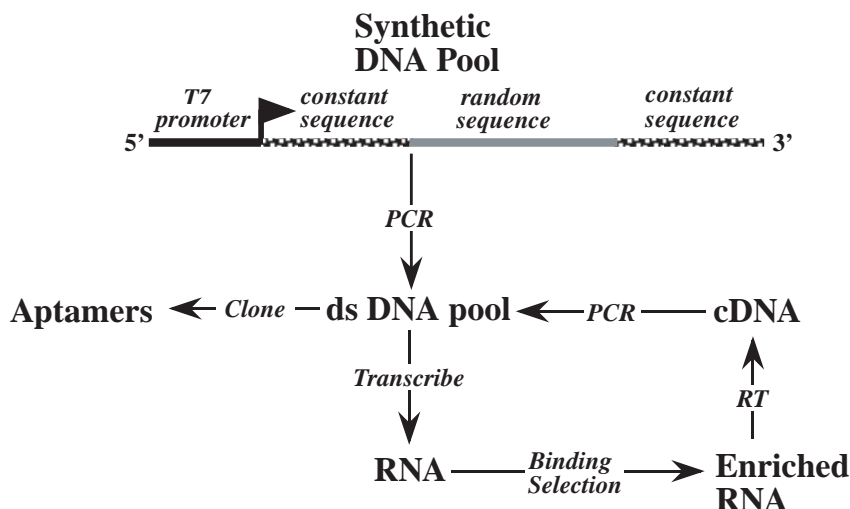 Synthetic
DNA Pool
T7
promoter
constant
sequence
random
sequence
constant
sequence
5’
3’
PCR
Aptamers
Clone
ds DNA pool
PCR
cDNA
Transcribe
RT
RNA
Binding
Selection
Enriched
RNA